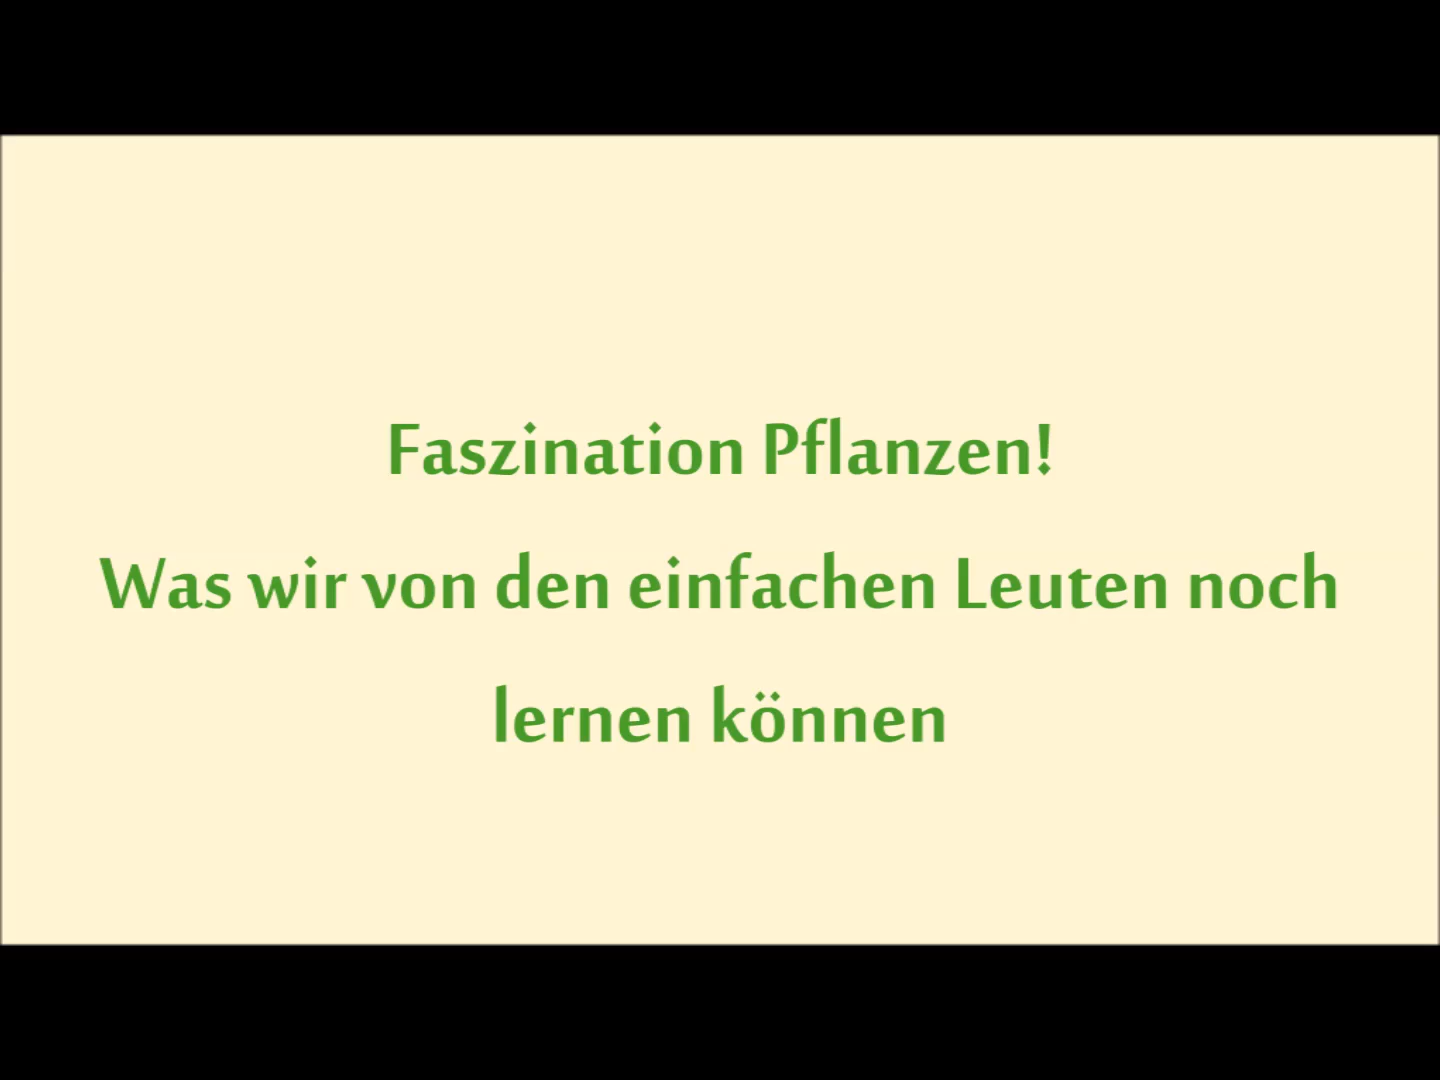 Faszination Pflanzen!
Was wir von den einfachen Leuten noch
lernen können